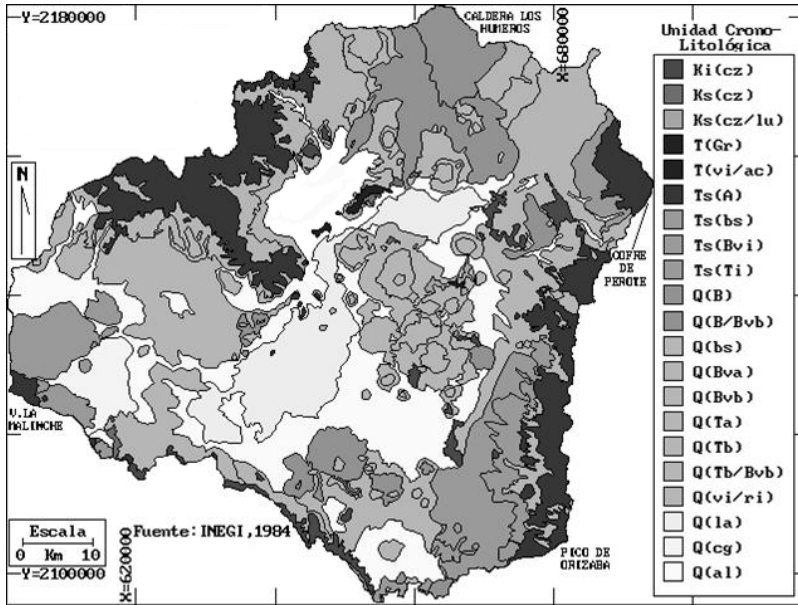 Y=2180000
CALDERA LOS
HUMEROS
X=680000
N
COFRE
DE
PEROTE
V.LA
MALINCHE
Escala
0 Km 10
Fuente:INEGI,1984
Y=2100000
X=620000
PICO DE
ORIZABA
Unidad Crono-
Litológica
Ki(cz)
Ks(cz)
Ks(cz/lu)
T(Gr)
T(vi/ac)
Ts(A)
Ts(bs)
Ts(Bvi)
Ts(Ti)
Q(B)
Q(B/Bvb)
Q(bs)
Q(Bva)
Q(Bvb)
Q(Ta)
Q(Tb)
Q(Tb/Bvb)
Q(vi/ri)
Q(la)
Q(cg)
Q(al)